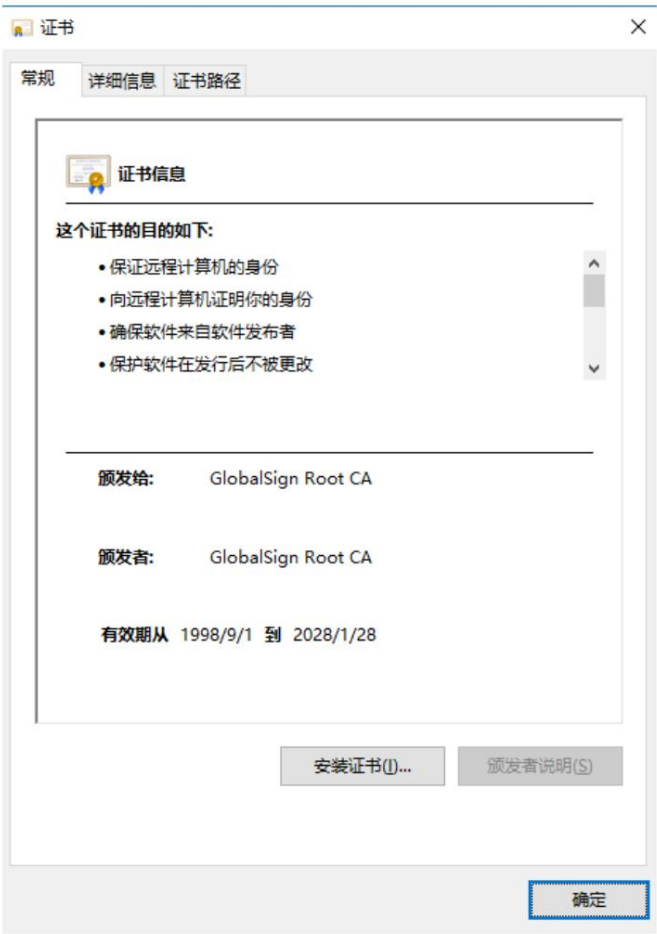 证书
常规 详细信息 证书路径
证书信息
这个证书的目的如下:
• 保证远程计算机的身份
• 向远程计算机证明你的身份
• 确保软件来自软件发布者
• 保护软件在发行后不被更改
颁发给: GlobalSign Root CA
颁发者: GlobalSign Root CA
有效期从 1998/9/1 到 2028/1/28
安装证书(I)... 颁发者说明(S)
确定